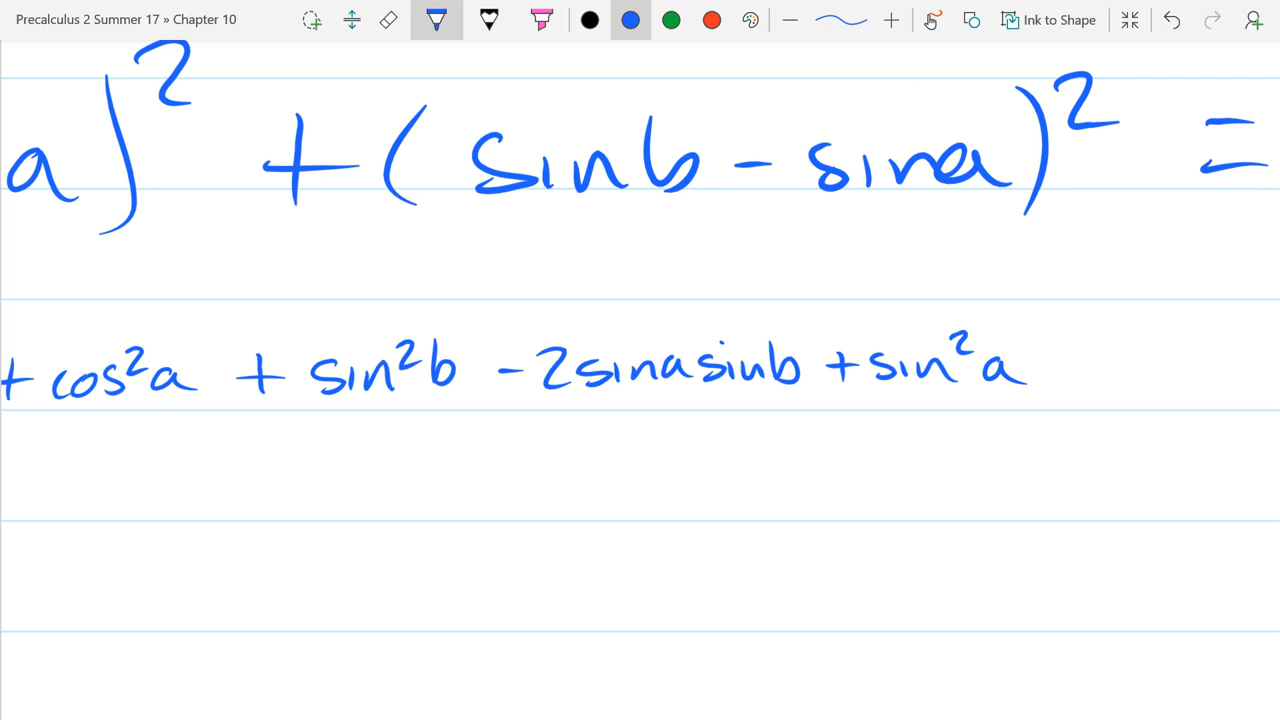 Precalculus 2 Summer 17 » Chapter 10
Ink to Shape
a)² + (sinb - sina)² =
+ cos²a + sin²b - 2sinasinb + sin²a